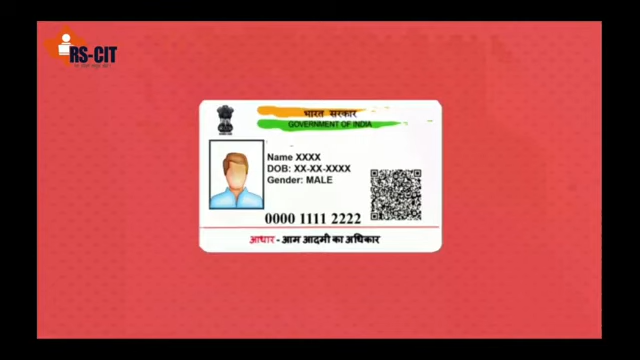 RS-CIT
भारत सरकार
GOVERNMENT OF INDIA
Name XXXX
DOB: XX-XX-XXXX
Gender: MALE
0000 1111 2222
आधार - आम आदमी का अधिकार